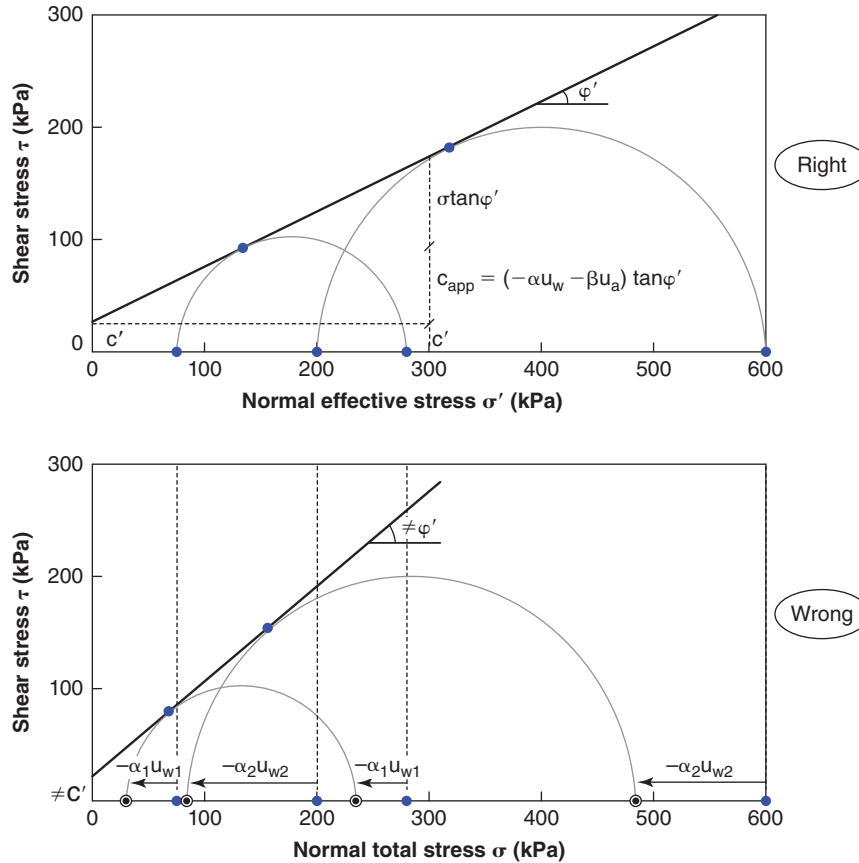 300
200
100
0
Shear stress τ (kPa)
φ′
Right
σtanφ′
c_app = (−αu_w −βu_a) tanφ′
c′
c′
0
100
200
300
400
500
600
Normal effective stress σ′ (kPa)
300
200
100
≠C′
Shear stress τ (kPa)
≠φ′
Wrong
−α₁u_w1
−α₂u_w2
−α₁u_w1
−α₂u_w2
0
100
200
300
400
500
600
Normal total stress σ (kPa)